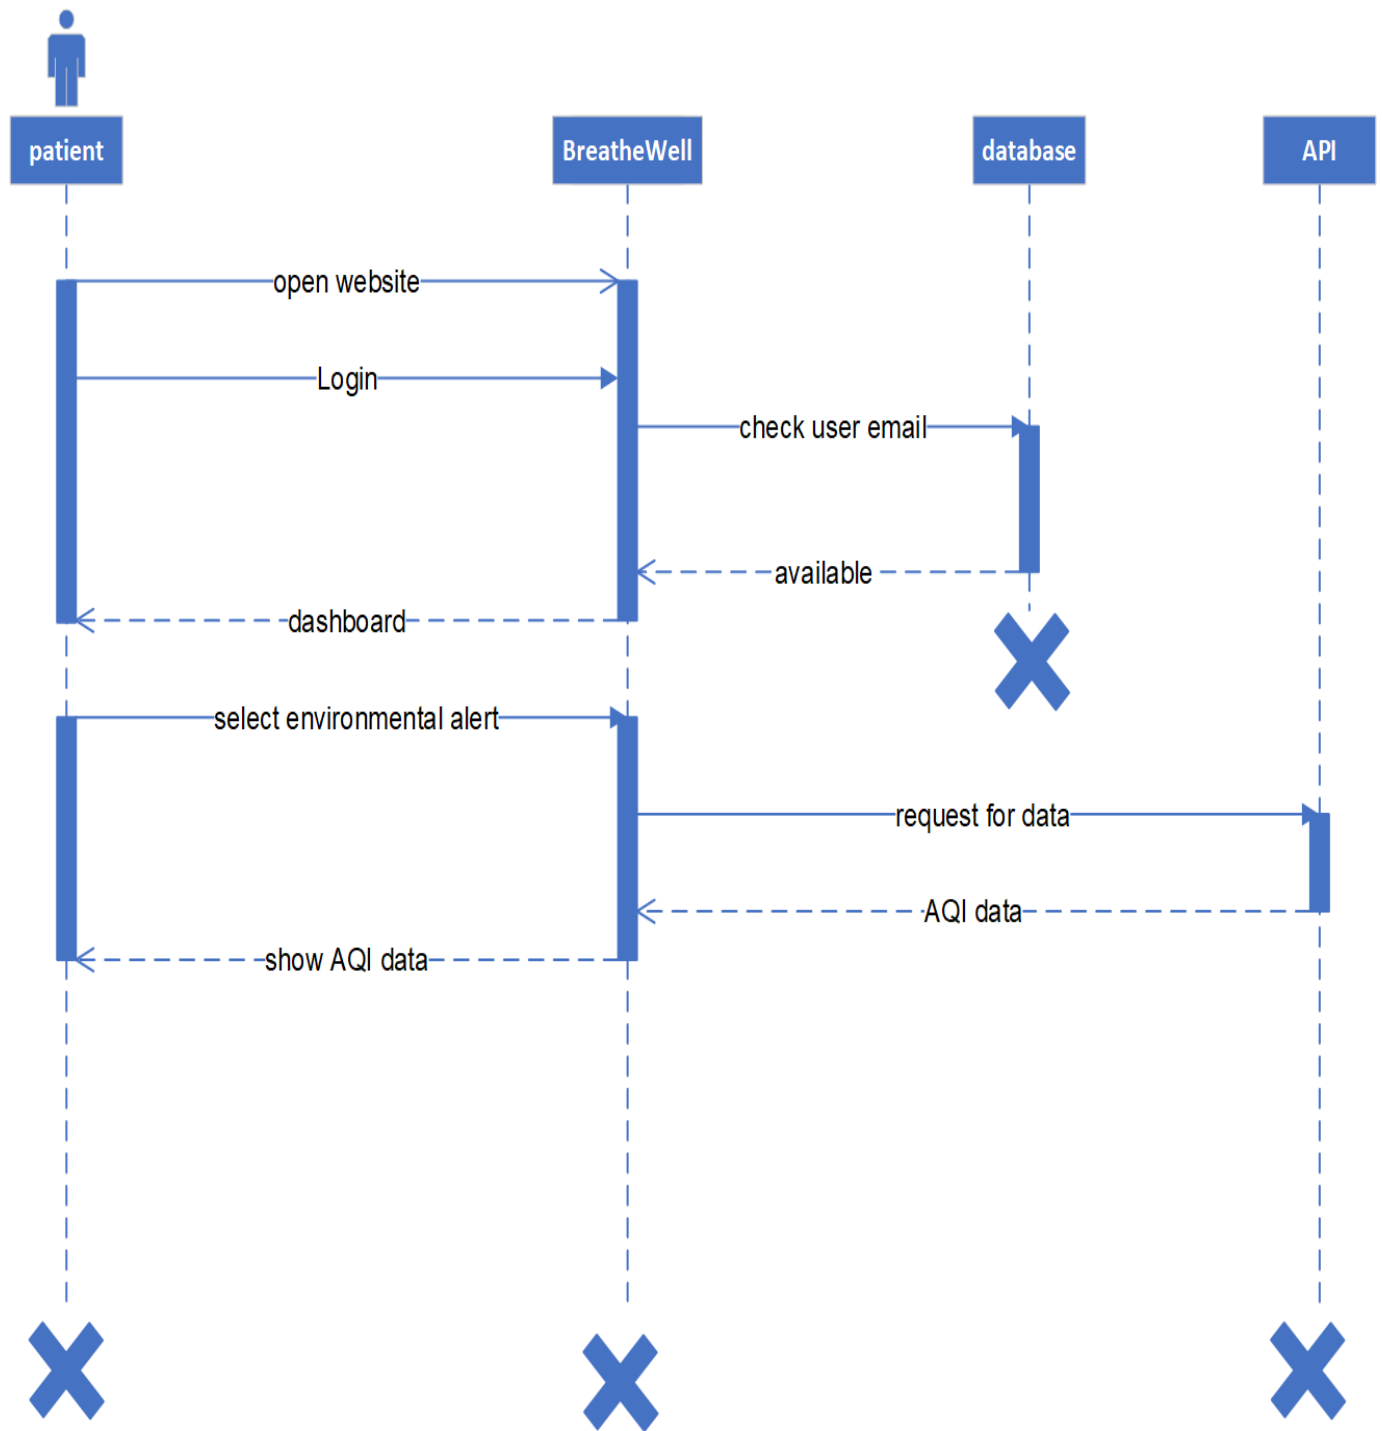 patient
BreatheWell
database
API
open website
Login
check user email
available
dashboard
select environmental alert
request for data
AQI data
show AQI data